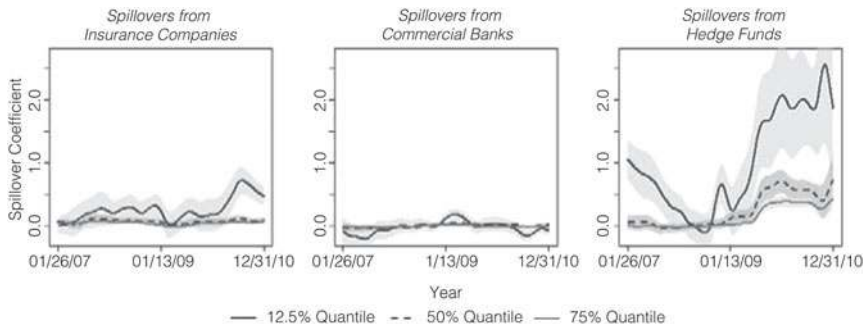 Spillovers from
Insurance Companies
Spillovers from
Commercial Banks
Spillovers from
Hedge Funds
Spillover Coefficient
2.0
1.0
0.0
2.0
1.0
0.0
2.0
1.0
0.0
01/26/07
01/13/09
12/31/10
01/26/07
1/13/09
12/31/10
01/26/07
01/13/09
12/31/10
Year
12.5% Quantile
50% Quantile
75% Quantile